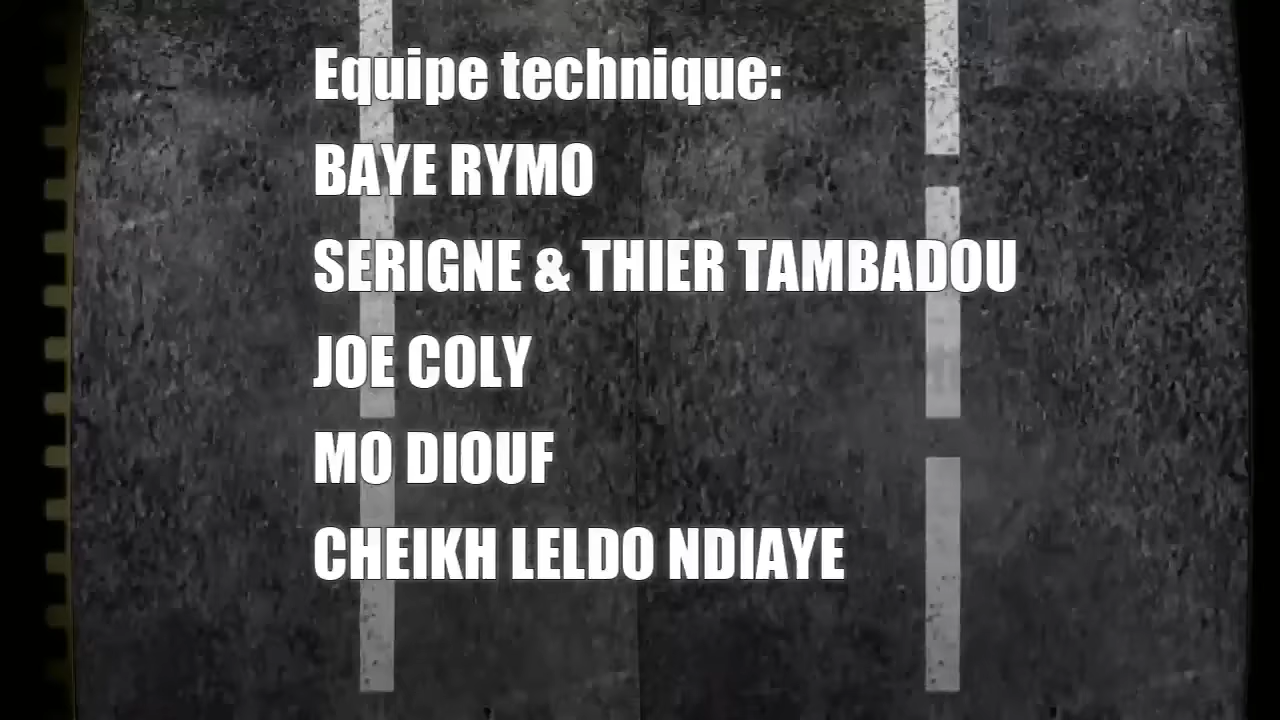 Equipe technique:
BAYE RYMO
SERIGNE & THIER TAMBADOU
JOE COLY
MO DIOUF
CHEIKH LELDO NDIAYE